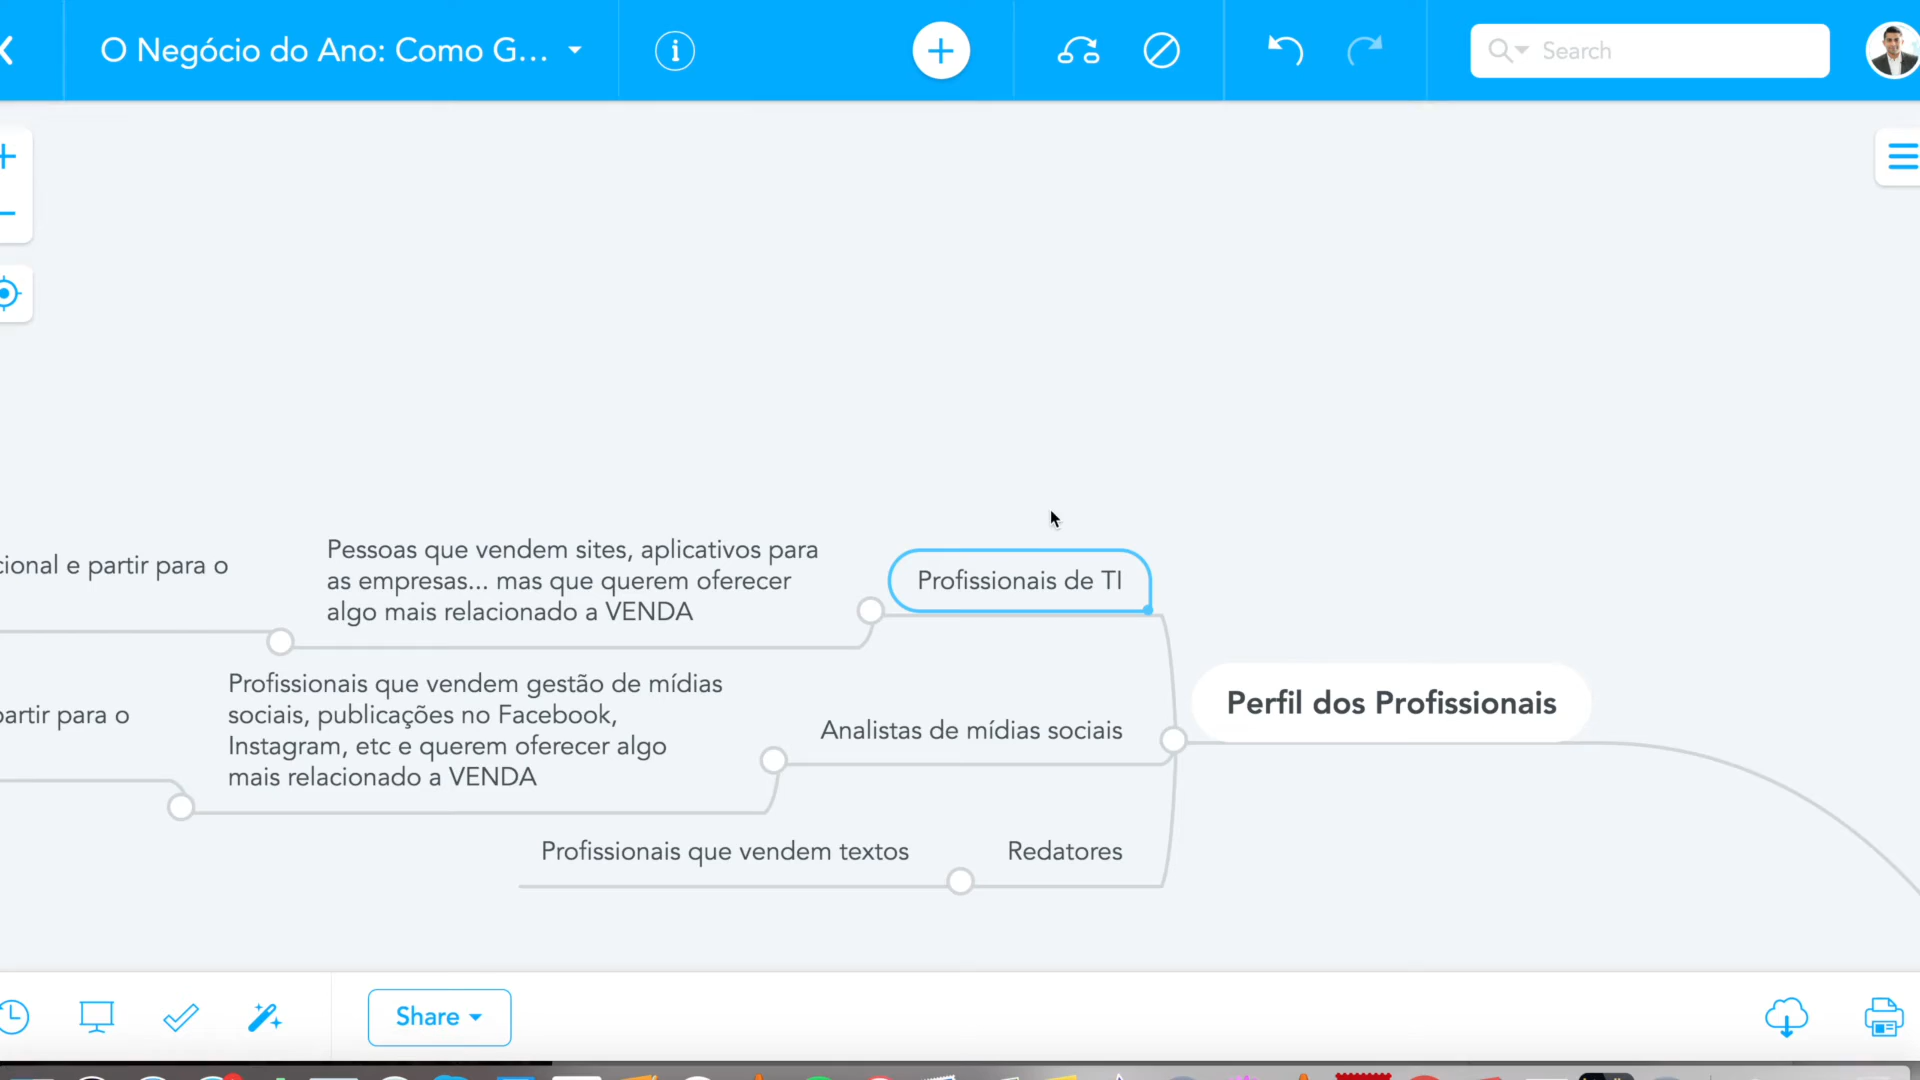 O Negócio do Ano: Como G...
Search
cional e partir para o
Pessoas que vendem sites, aplicativos para
as empresas... mas que querem oferecer
algo mais relacionado a VENDA
Profissionais de TI
partir para o
Profissionais que vendem gestão de mídias
sociais, publicações no Facebook,
Instagram, etc e querem oferecer algo
mais relacionado a VENDA
Analistas de mídias sociais
Perfil dos Profissionais
Profissionais que vendem textos
Redatores
Share